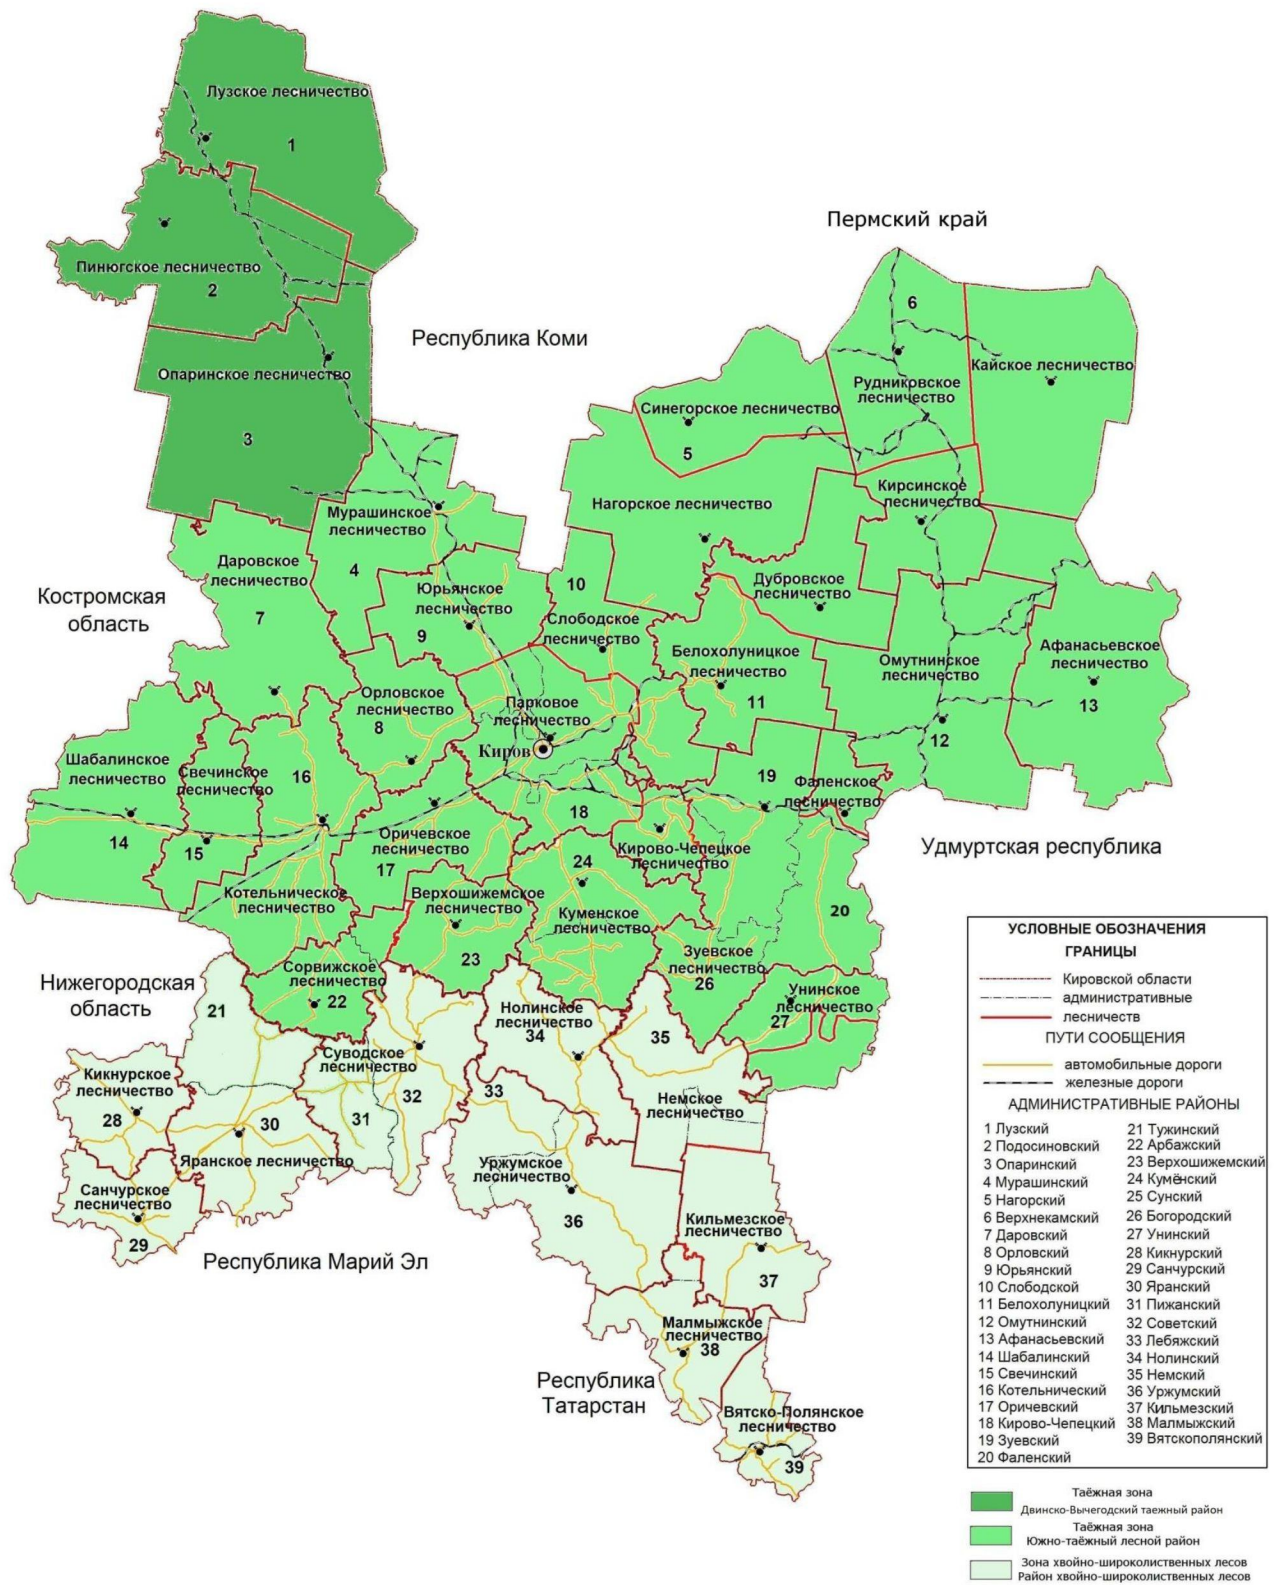 Лузское лесничество
1
Пермский край
Пинюгское лесничество
2
6
Республика Коми
Опаринское лесничество
3
Кайское лесничество
Рудниковское
лесничество
Синегорское лесничество
5
Кирсинское
лесничество
Нагорское лесничество
Мурашинское
лесничество
4
Даровское
лесничество
7
Костромская
область
Юрьянское
лесничество
9
10
Слободское
лесничество
Дубровское
лесничество
Белохолуницкое
лесничество
11
Омутнинское
лесничество
12
Афанасьевское
лесничество
13
Орловское
лесничество
8
Парковое
лесничество
Киров
Шабалинское
лесничество
14
Свечинское
лесничество
15
16
19
Фаленское
лесничество
18
Оричевское
лесничество
17
Кирово-Чепецкое
лесничество
Удмуртская республика
24
Куменское
лесничество
Котельническое
лесничество
Верхошижемское
лесничество
23
20
Зуевское
лесничество
26
Сорвижское
лесничество
22
Нижегородская
область
21
Унинское
лесничество
27
Нолинское
лесничество
34
35
Суводское
лесничество
31
32
33
Кикнурское
лесничество
28
Немское
лесничество
30
Яранское лесничество
Уржумское
лесничество
36
Санчурское
лесничество
29
Республика Марий Эл
Кильмезское
лесничество
37
Малмыжское
лесничество
38
Республика
Татарстан
Вятско-Полянское
лесничество
39
УСЛОВНЫЕ ОБОЗНАЧЕНИЯ
ГРАНИЦЫ
Кировской области
административные
лесничеств
ПУТИ СООБЩЕНИЯ
автомобильные дороги
железные дороги
АДМИНИСТРАТИВНЫЕ РАЙОНЫ
1 Лузский
2 Подосиновский
3 Опаринский
4 Мурашинский
5 Нагорский
6 Верхнекамский
7 Даровский
8 Орловский
9 Юрьянский
10 Слободской
11 Белохолуницкий
12 Омутнинский
13 Афанасьевский
14 Шабалинский
15 Свечинский
16 Котельнический
17 Оричевский
18 Кирово-Чепецкий
19 Зуевский
20 Фаленский
21 Тужинский
22 Арбажский
23 Верхошижемский
24 Кумёнский
25 Сунский
26 Богородский
27 Унинский
28 Кикнурский
29 Санчурский
30 Яранский
31 Пижанский
32 Советский
33 Лебяжский
34 Нолинский
35 Немский
36 Уржумский
37 Кильмезский
38 Малмыжский
39 Вятскополянский
Таёжная зона
Двинско-Вычегодский таежный район
Таёжная зона
Южно-таёжный лесной район
Зона хвойно-широколиственных лесов
Район хвойно-широколиственных лесов